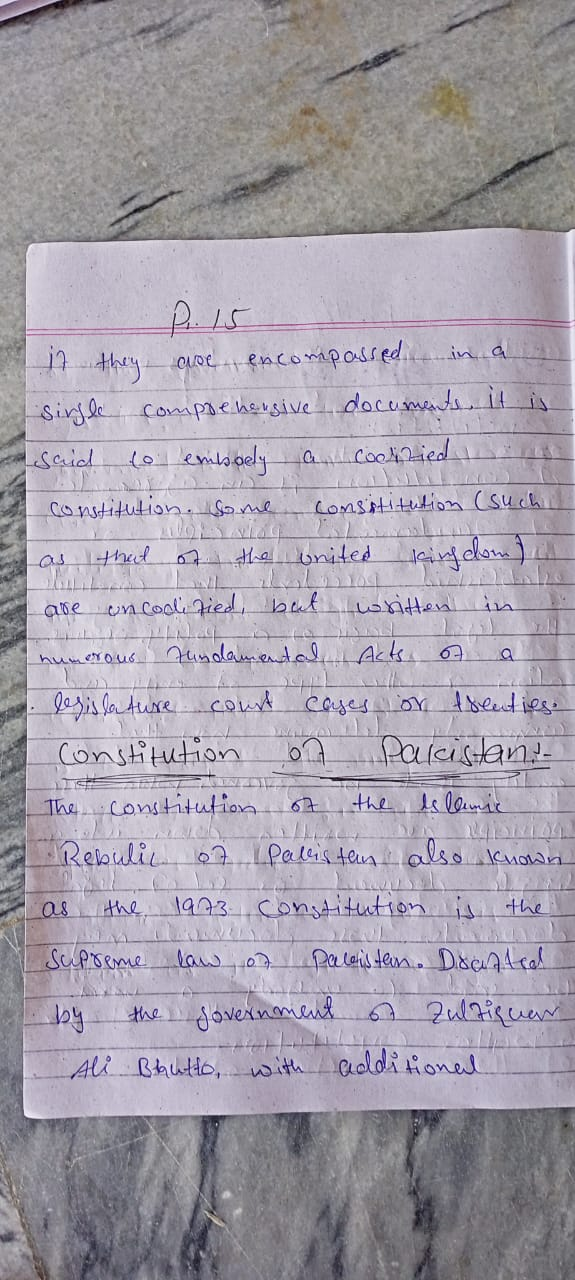 P. 15
if they are encompassed in a
single comprehensive documents, it is
said to embody a codified
constitution. Some constitution (such
as that of the united kingdom)
are uncodified, but written in
numerous fundamental Acts of a
legislature court cases or treaties.
Constitution of Pakistan:-
The constitution of the Islamic
Rebulic of Pakistan also known
as the 1973 constitution is the
supreme law of Pakistan. Drafted
by the government of Zulfiquar
Ali Bhutto, with additional